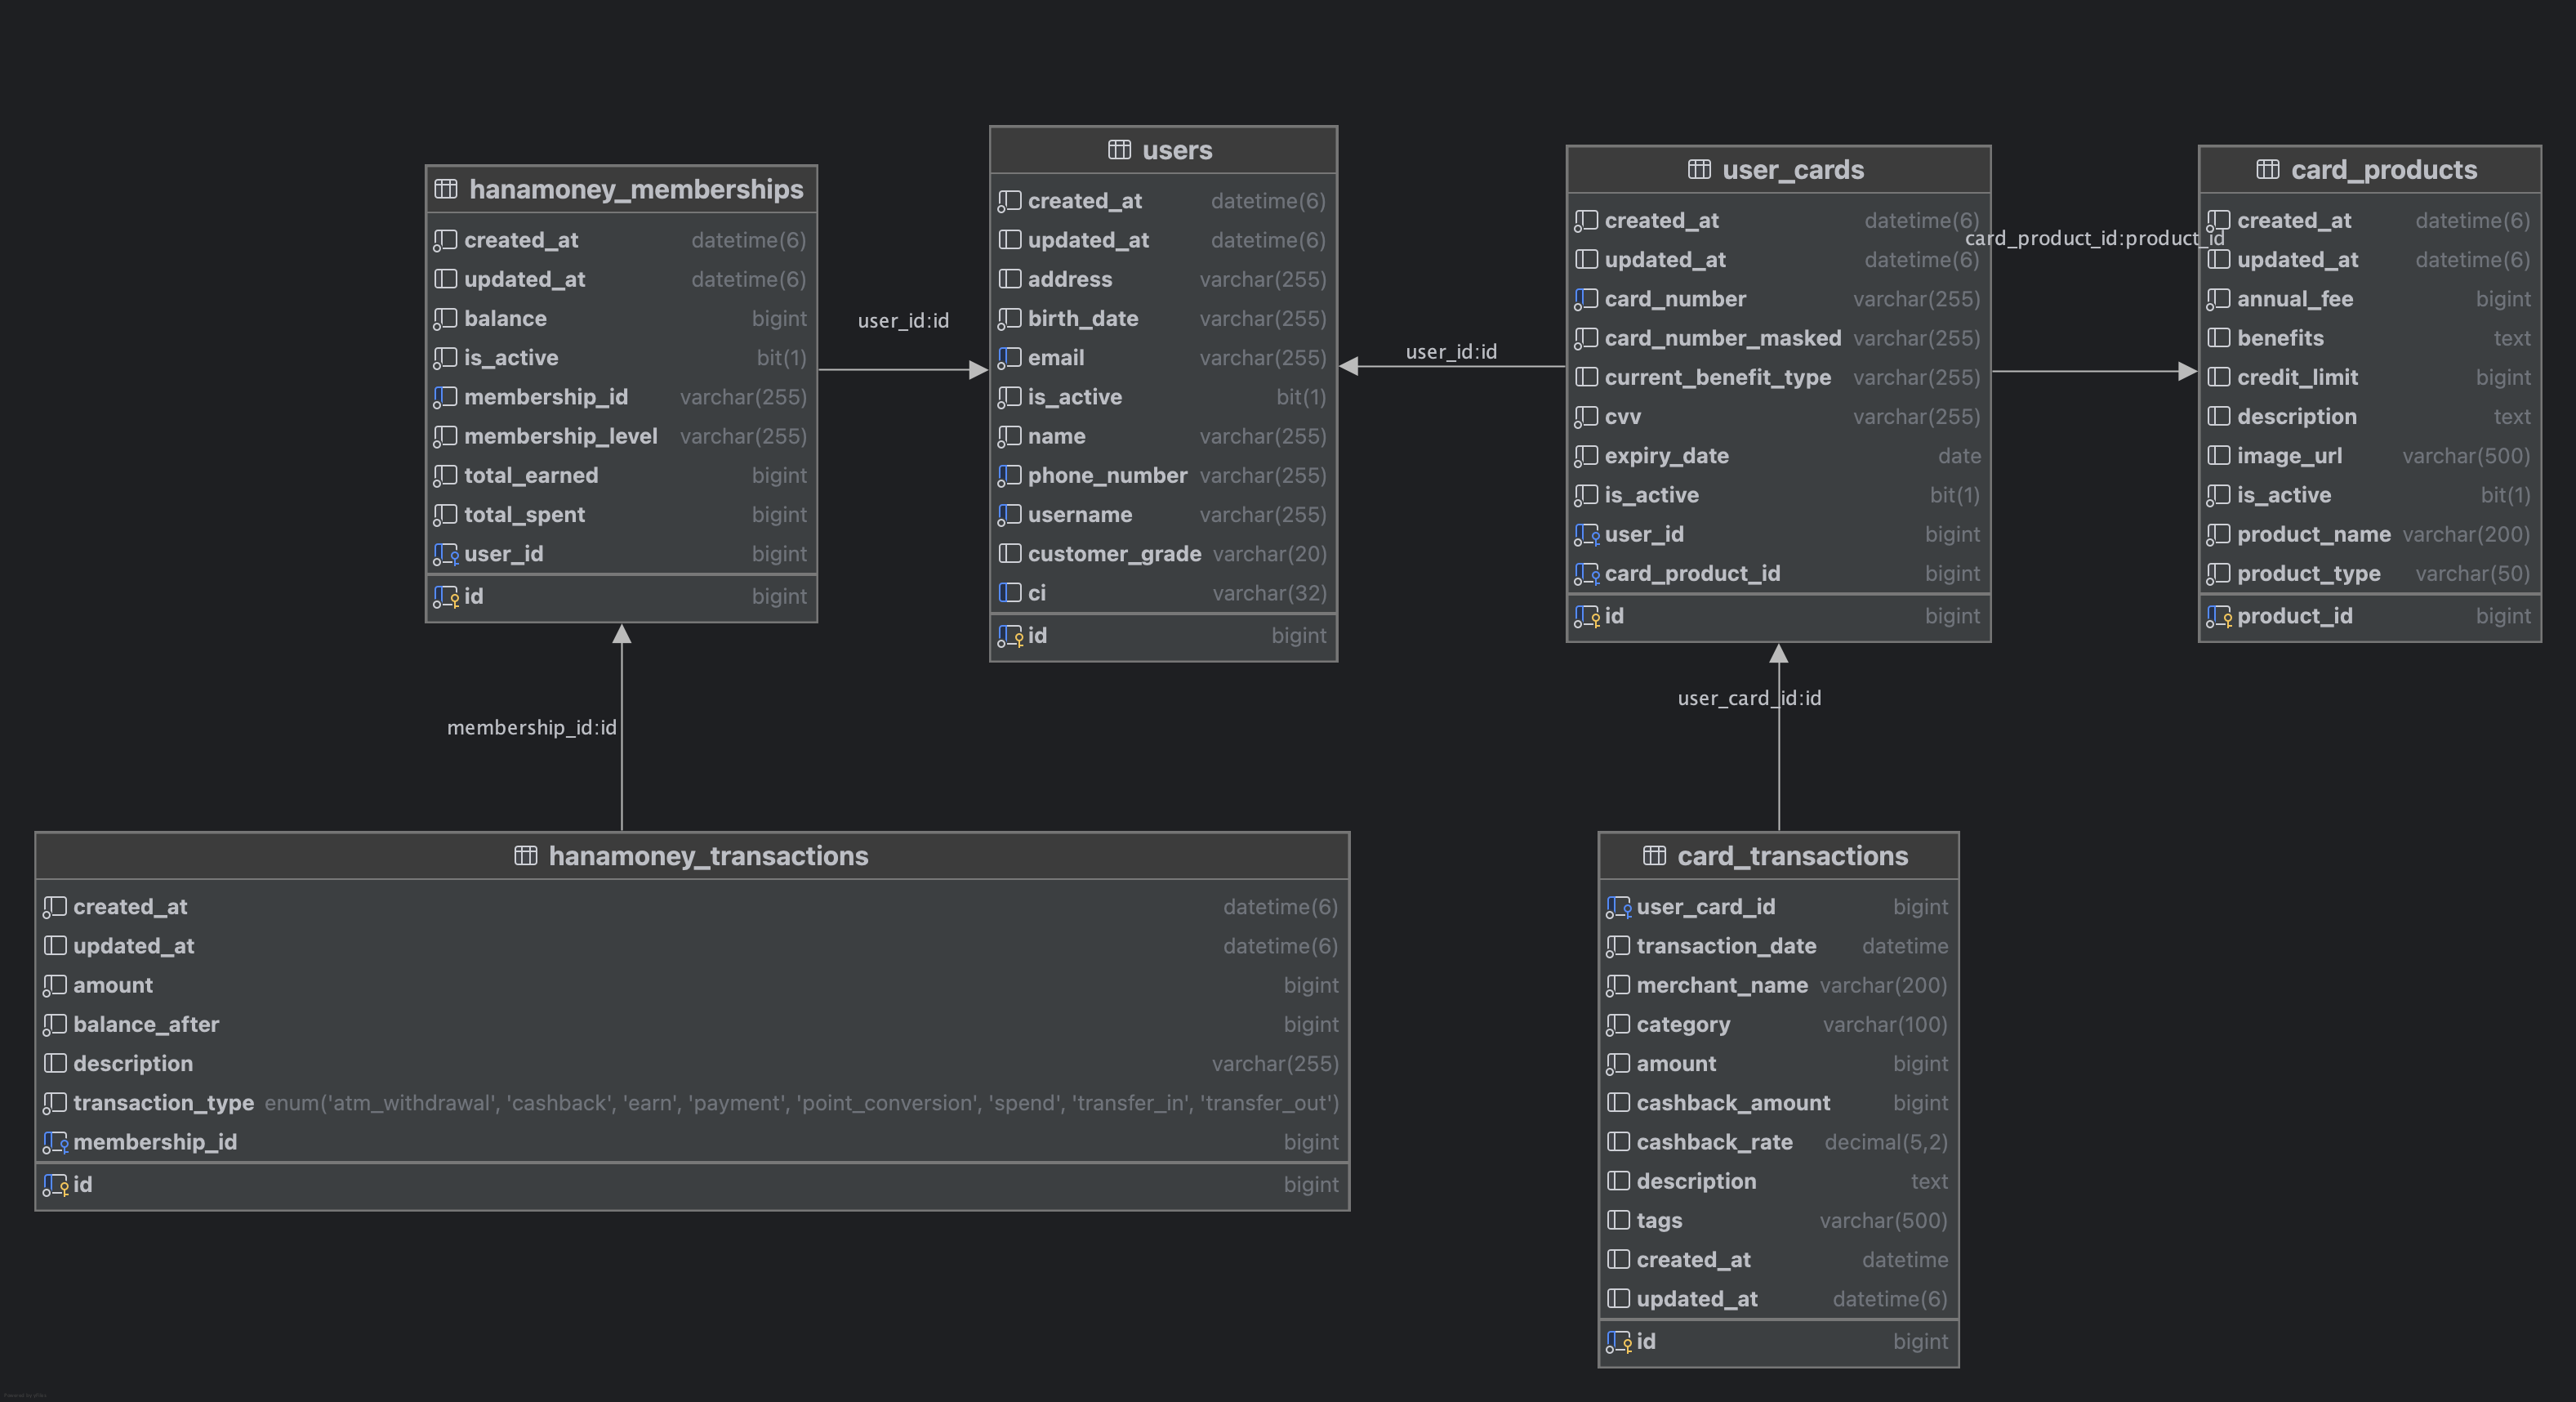 hanamoney_memberships
created_at datetime(6)
updated_at datetime(6)
balance bigint
is_active bit(1)
membership_id varchar(255)
membership_level varchar(255)
total_earned bigint
total_spent bigint
user_id bigint
id bigint
user_id:id
users
created_at datetime(6)
updated_at datetime(6)
address varchar(255)
birth_date varchar(255)
email varchar(255)
is_active bit(1)
name varchar(255)
phone_number varchar(255)
username varchar(255)
customer_grade varchar(20)
ci varchar(32)
id bigint
user_id:id
user_cards
created_at datetime(6)
updated_at datetime(6)
card_number varchar(255)
card_number_masked varchar(255)
current_benefit_type varchar(255)
cvv varchar(255)
expiry_date date
is_active bit(1)
user_id bigint
card_product_id bigint
id bigint
card_product_id:product_id
card_products
created_at datetime(6)
updated_at datetime(6)
annual_fee bigint
benefits text
credit_limit bigint
description text
image_url varchar(500)
is_active bit(1)
product_name varchar(200)
product_type varchar(50)
product_id bigint
membership_id:id
user_card_id:id
hanamoney_transactions
created_at datetime(6)
updated_at datetime(6)
amount bigint
balance_after bigint
description varchar(255)
transaction_type enum('atm_withdrawal', 'cashback', 'earn', 'payment', 'point_conversion', 'spend', 'transfer_in', 'transfer_out')
membership_id bigint
id bigint
card_transactions
user_card_id bigint
transaction_date datetime
merchant_name varchar(200)
category varchar(100)
amount bigint
cashback_amount bigint
cashback_rate decimal(5,2)
description text
tags varchar(500)
created_at datetime
updated_at datetime(6)
id bigint